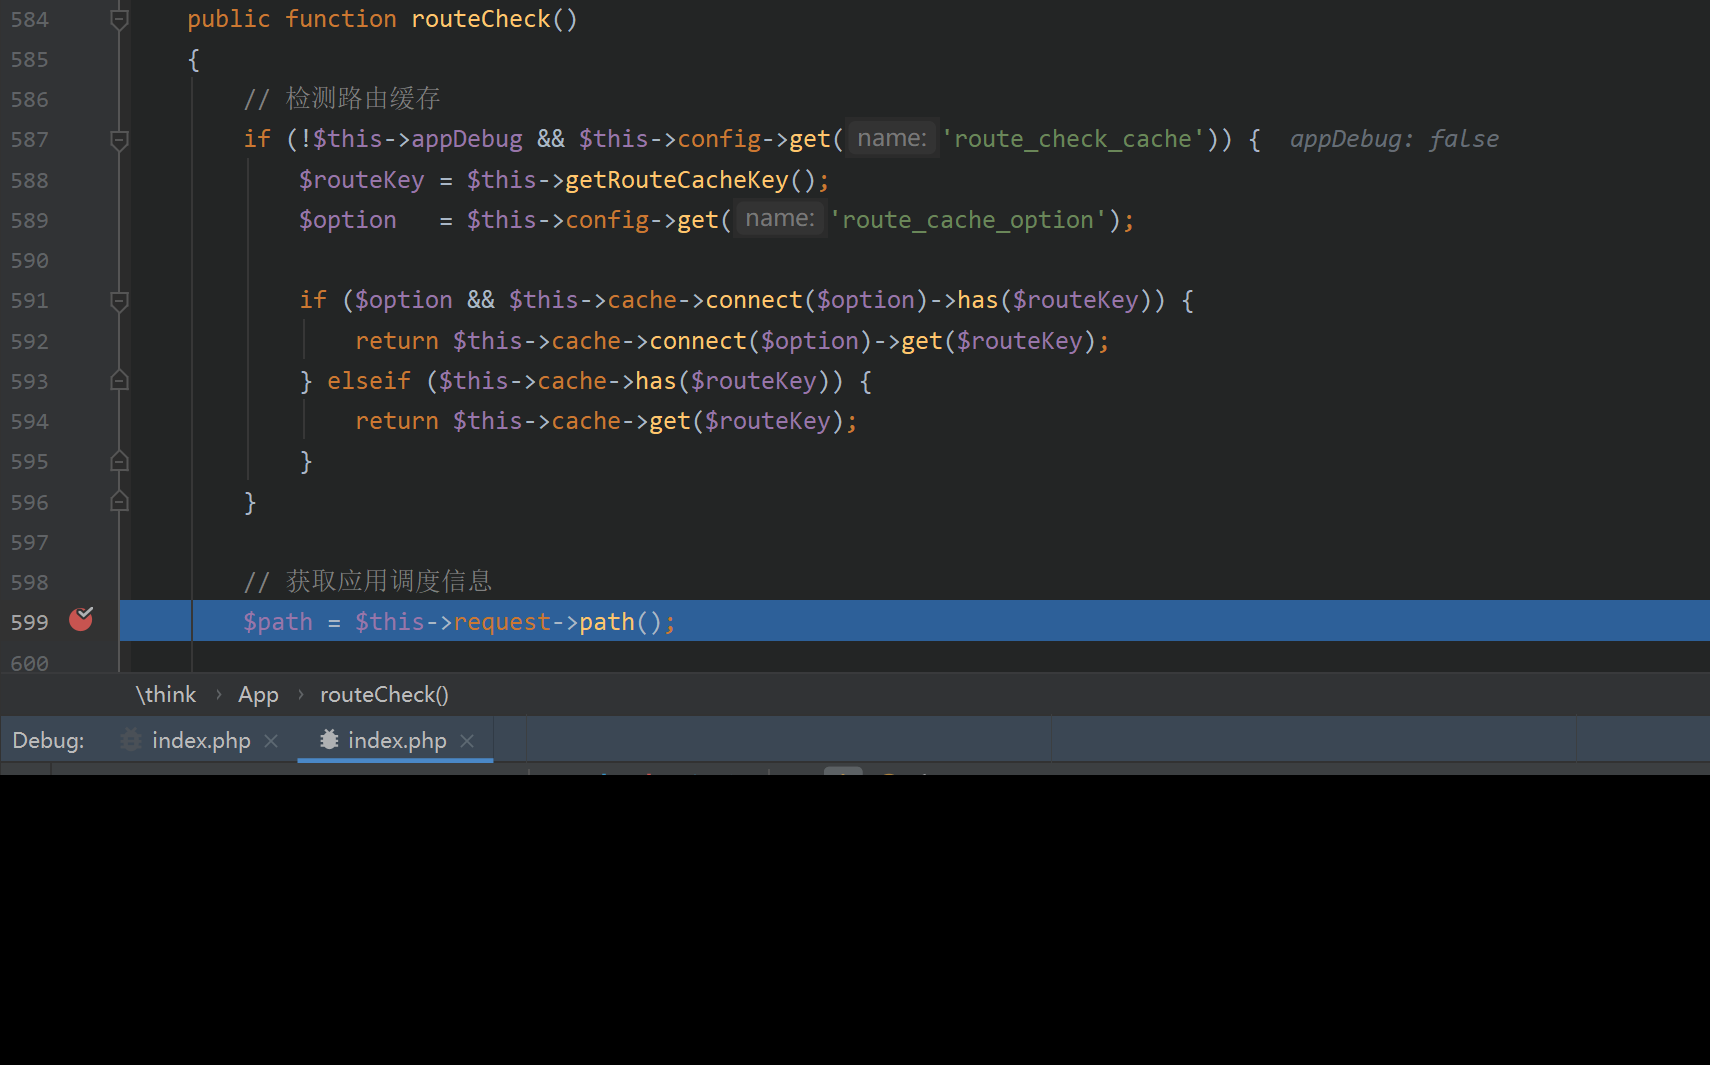 584 public function routeCheck()
585 {
586 // 检测路由缓存
587 if (!$this->appDebug && $this->config->get( name: 'route_check_cache')) { appDebug: false
588 $routeKey = $this->getRouteCacheKey();
589 $option = $this->config->get( name: 'route_cache_option');
590
591 if ($option && $this->cache->connect($option)->has($routeKey)) {
592 return $this->cache->connect($option)->get($routeKey);
593 } elseif ($this->cache->has($routeKey)) {
594 return $this->cache->get($routeKey);
595 }
596 }
597
598 // 获取应用调度信息
599 $path = $this->request->path();
600
\think › App › routeCheck()
Debug: index.php × index.php ×